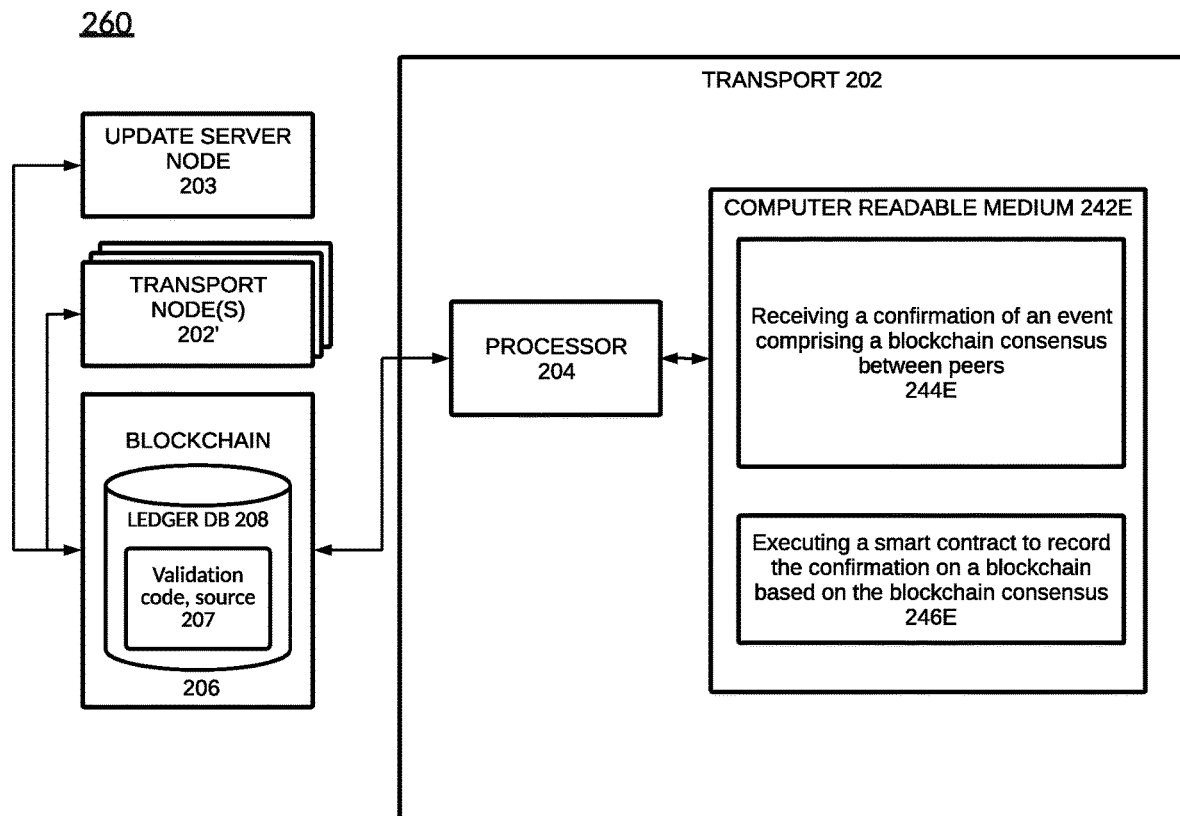 260
TRANSPORT 202
UPDATE SERVER
NODE
203
TRANSPORT
NODE(S)
202'
BLOCKCHAIN
LEDGER DB 208
Validation
code, source
207
206
PROCESSOR
204
COMPUTER READABLE MEDIUM 242E
Receiving a confirmation of an event
comprising a blockchain consensus
between peers
244E
Executing a smart contract to record
the confirmation on a blockchain
based on the blockchain consensus
246E